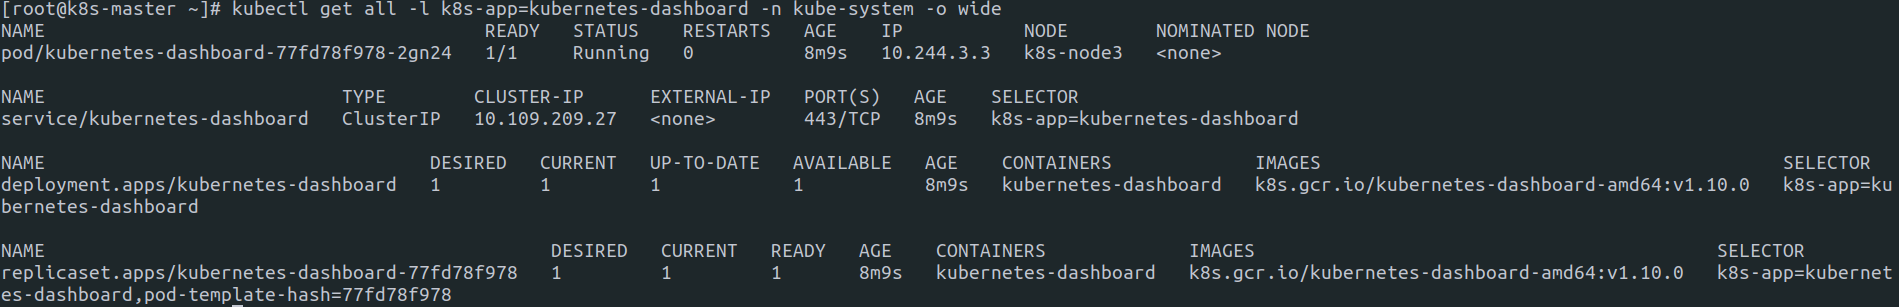 [root@k8s-master ~]# kubectl get all -l k8s-app=kubernetes-dashboard -n kube-system -o wide
NAME                                        READY   STATUS    RESTARTS   AGE    IP           NODE        NOMINATED NODE
pod/kubernetes-dashboard-77fd78f978-2gn24   1/1     Running   0          8m9s   10.244.3.3   k8s-node3   <none>

NAME                           TYPE        CLUSTER-IP      EXTERNAL-IP   PORT(S)   AGE    SELECTOR
service/kubernetes-dashboard   ClusterIP   10.109.209.27   <none>        443/TCP   8m9s   k8s-app=kubernetes-dashboard

NAME                                   DESIRED   CURRENT   UP-TO-DATE   AVAILABLE   AGE    CONTAINERS             IMAGES                                          SELECTOR
deployment.apps/kubernetes-dashboard   1         1         1            1           8m9s   kubernetes-dashboard   k8s.gcr.io/kubernetes-dashboard-amd64:v1.10.0   k8s-app=ku
bernetes-dashboard

NAME                                              DESIRED   CURRENT   READY   AGE    CONTAINERS             IMAGES                                          SELECTOR
replicaset.apps/kubernetes-dashboard-77fd78f978   1         1         1       8m9s   kubernetes-dashboard   k8s.gcr.io/kubernetes-dashboard-amd64:v1.10.0   k8s-app=kubernet
es-dashboard,pod-template-hash=77fd78f978